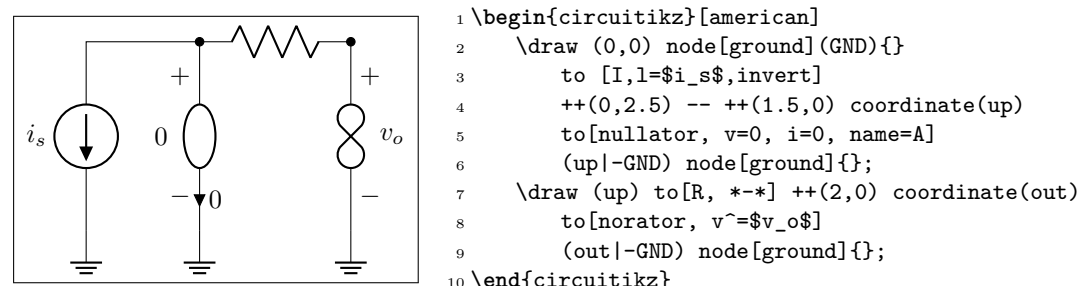 + +
i_s 0 v_o
− 0 −
1 \begin{circuitikz}[american]
2 \draw (0,0) node[ground](GND){}
3 to [I,l=$i_s$,invert]
4 ++(0,2.5) -- ++(1.5,0) coordinate(up)
5 to[nullator, v=0, i=0, name=A]
6 (up|-GND) node[ground]{};
7 \draw (up) to[R, *-*] ++(2,0) coordinate(out)
8 to[norator, v^=$v_o$]
9 (out|-GND) node[ground]{};
10 \end{circuitikz}